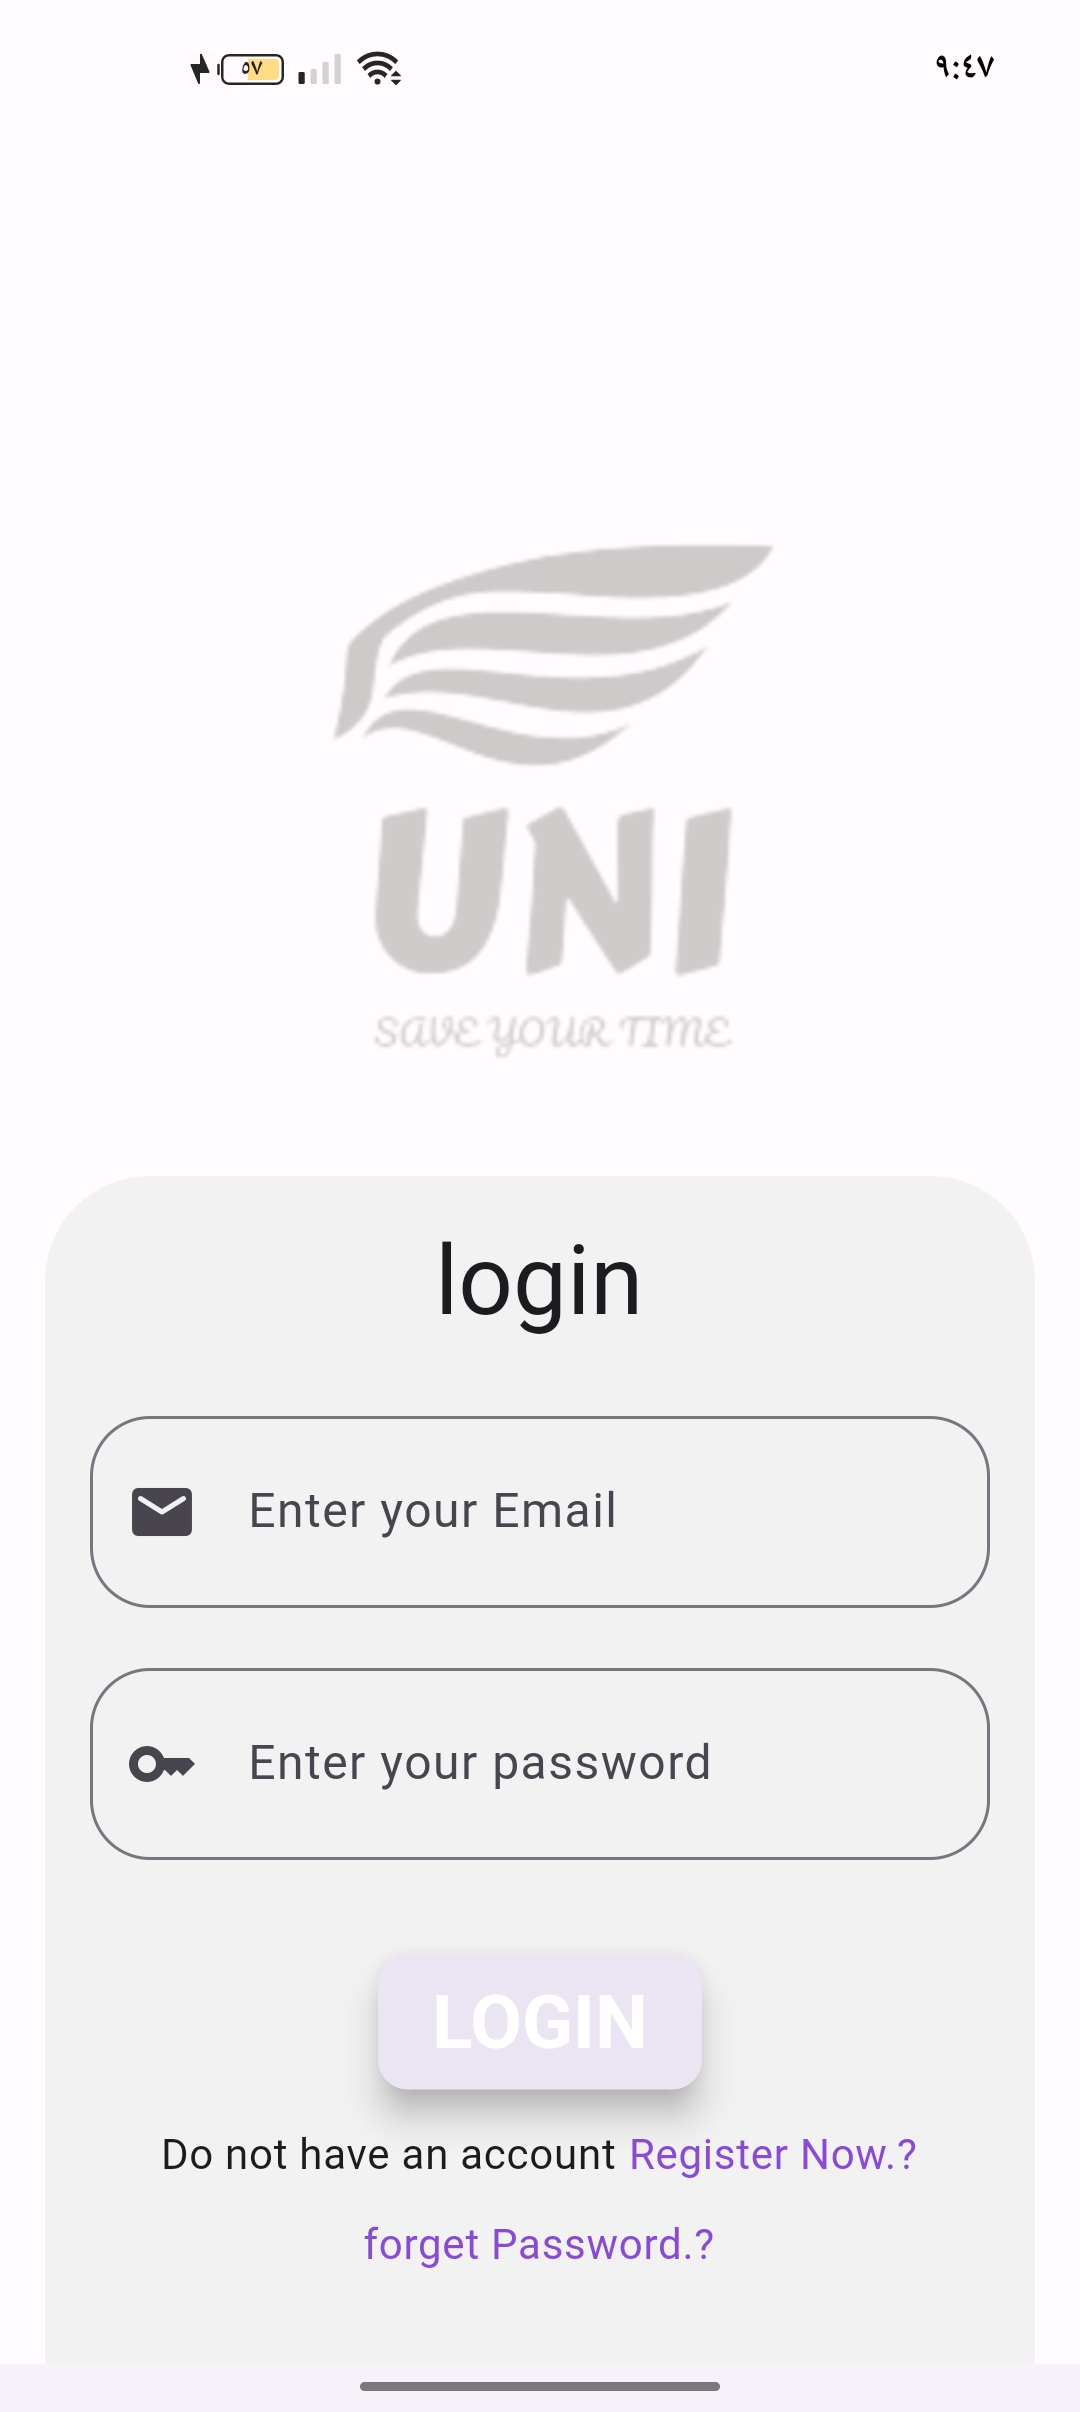 ٥٧
٩:٤٧
UNI
SAVE YOUR TIME
login
Enter your Email
Enter your password
LOGIN
Do not have an account Register Now.?
forget Password.?